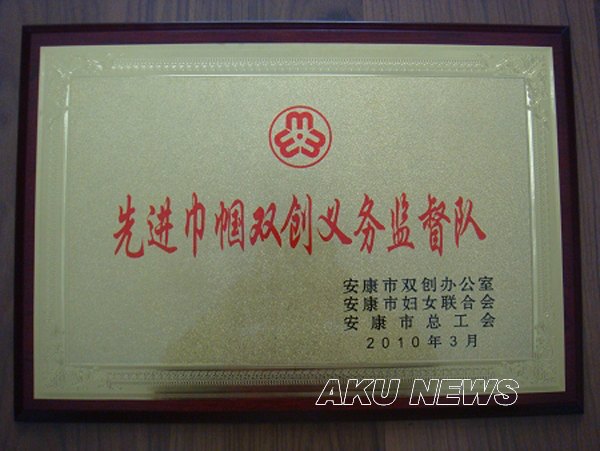 先进巾帼双创义务监督队
安康市双创办公室
安康市妇女联合会
安康市总工会
2010年3月
AKU NEWS